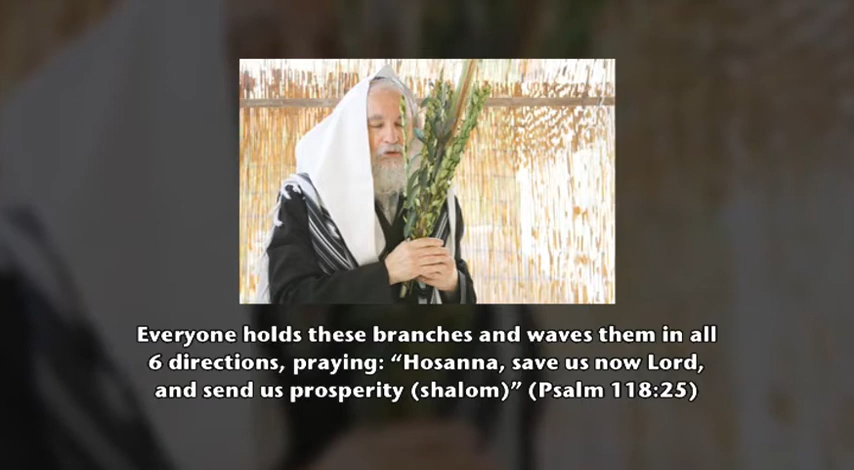 Everyone holds these branches and waves them in all
6 directions, praying: “Hosanna, save us now Lord,
and send us prosperity (shalom)” (Psalm 118:25)